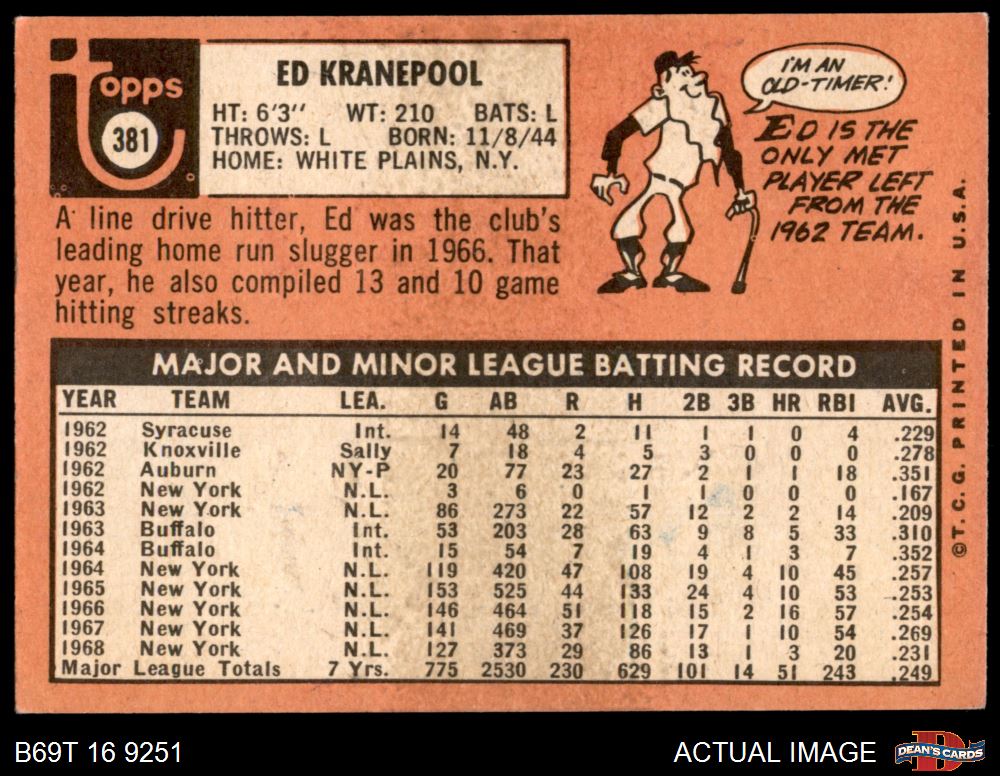 topps
381
ED KRANEPOOL
HT: 6'3" WT: 210 BATS: L
THROWS: L BORN: 11/8/44
HOME: WHITE PLAINS, N.Y.
A line drive hitter, Ed was the club's
leading home run slugger in 1966. That
year, he also compiled 13 and 10 game
hitting streaks.
I'M AN
OLD-TIMER!
ED IS THE
ONLY MET
PLAYER LEFT
FROM THE
1962 TEAM.
MAJOR AND MINOR LEAGUE BATTING RECORD
YEAR TEAM LEA. G AB R H 2B 3B HR RBI AVG.
1962 Syracuse Int. 14 48 2 11 1 1 0 4 .229
1962 Knoxville Sally 7 18 4 5 3 0 0 0 .278
1962 Auburn NY-P 20 77 23 27 2 1 1 18 .351
1962 New York N.L. 3 6 0 1 1 0 0 0 .167
1963 New York N.L. 86 273 22 57 12 2 2 14 .209
1963 Buffalo Int. 53 203 28 63 9 8 5 33 .310
1964 Buffalo Int. 15 54 7 19 4 1 3 7 .352
1964 New York N.L. 119 420 47 108 19 4 10 45 .257
1965 New York N.L. 153 525 44 133 24 4 10 53 .253
1966 New York N.L. 146 464 51 118 15 2 16 57 .254
1967 New York N.L. 141 469 37 126 17 1 10 54 .269
1968 New York N.L. 127 373 29 86 13 1 3 20 .231
Major League Totals 7 Yrs. 775 2530 230 629 101 14 51 243 .249
©T.C.G. PRINTED IN U.S.A.
B69T 16 9251
ACTUAL IMAGE
DEAN'S CARDS